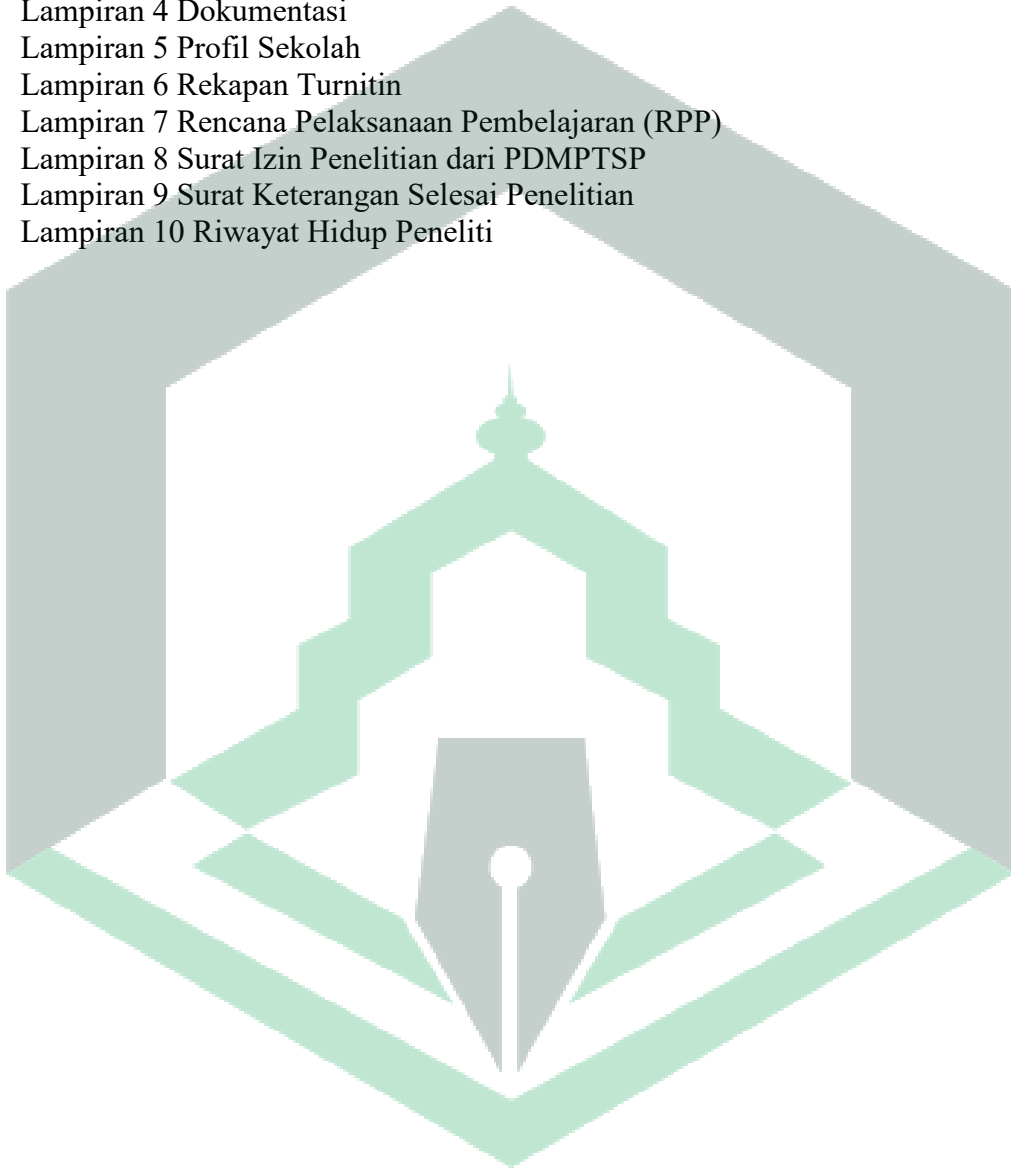 Lampiran 4 Dokumentasi
Lampiran 5 Profil Sekolah
Lampiran 6 Rekapan Turnitin
Lampiran 7 Rencana Pelaksanaan Pembelajaran (RPP)
Lampiran 8 Surat Izin Penelitian dari PDMPTSP
Lampiran 9 Surat Keterangan Selesai Penelitian
Lampiran 10 Riwayat Hidup Peneliti